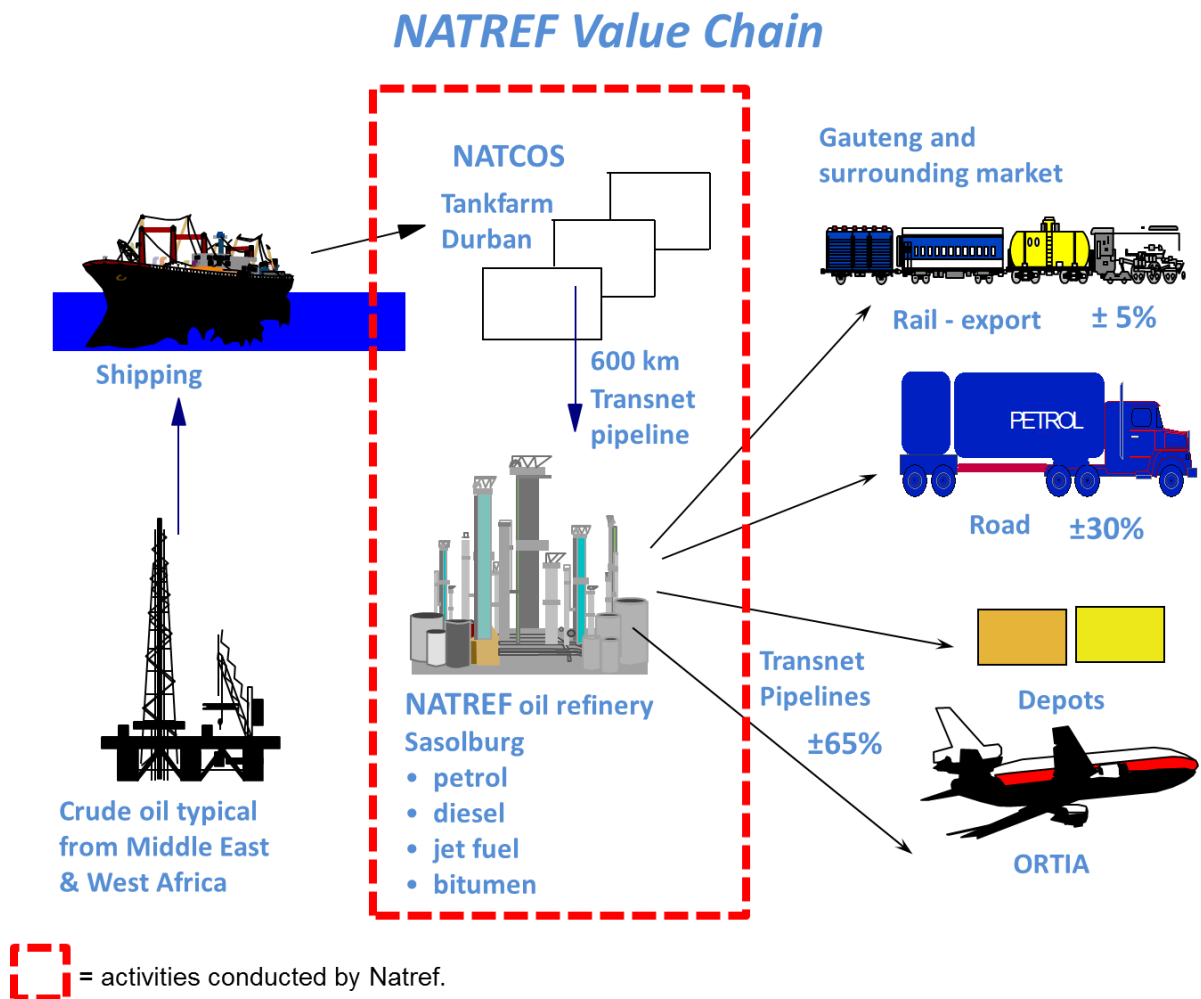 NATREF Value Chain
NATCOS
Tankfarm
Durban
Shipping
600 km
Transnet
pipeline
Crude oil typical
from Middle East
& West Africa
NATREF oil refinery
Sasolburg
• petrol
• diesel
• jet fuel
• bitumen
Gauteng and
surrounding market
Rail - export ± 5%
PETROL
Road ±30%
Transnet
Pipelines
±65%
Depots
ORTIA
= activities conducted by Natref.